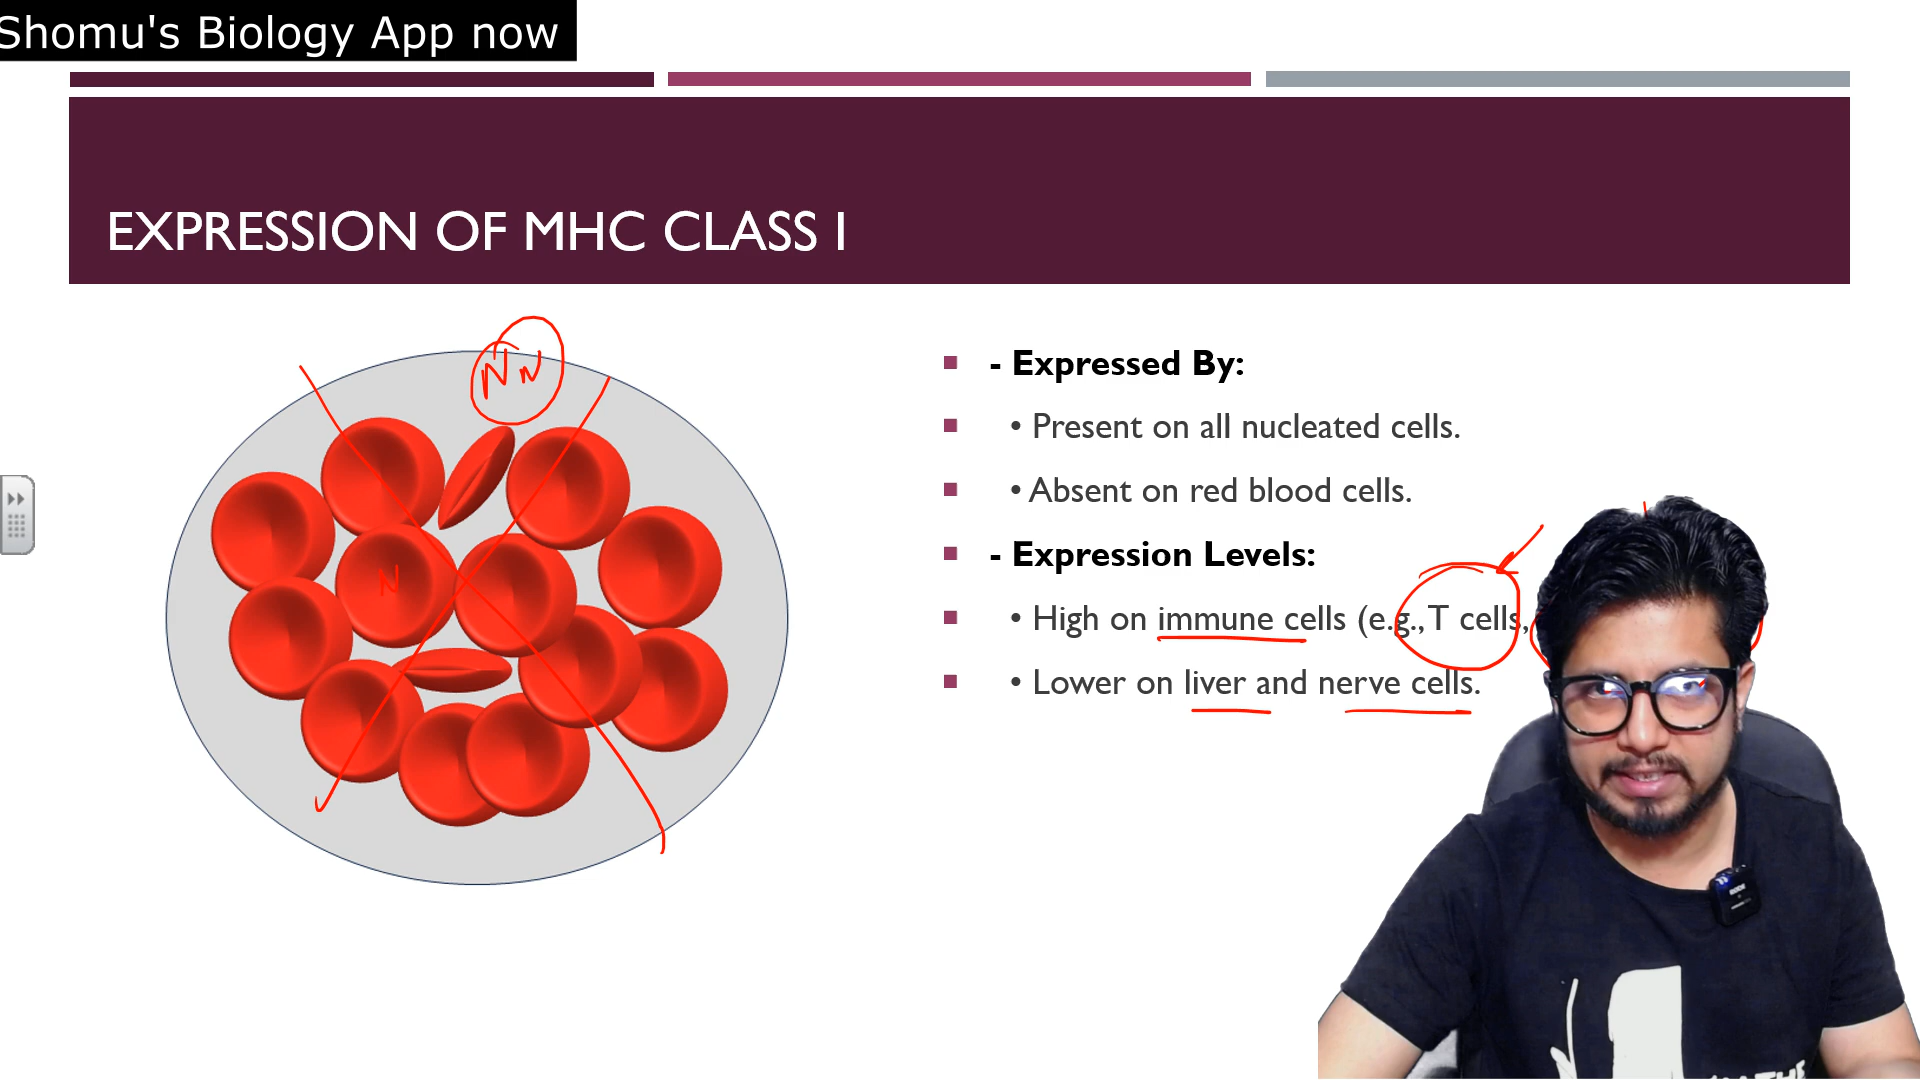 Shomu's Biology App now
EXPRESSION OF MHC CLASS I
- Expressed By:
• Present on all nucleated cells.
• Absent on red blood cells.
- Expression Levels:
• High on immune cells (e.g., T cells,
• Lower on liver and nerve cells.
N N
N